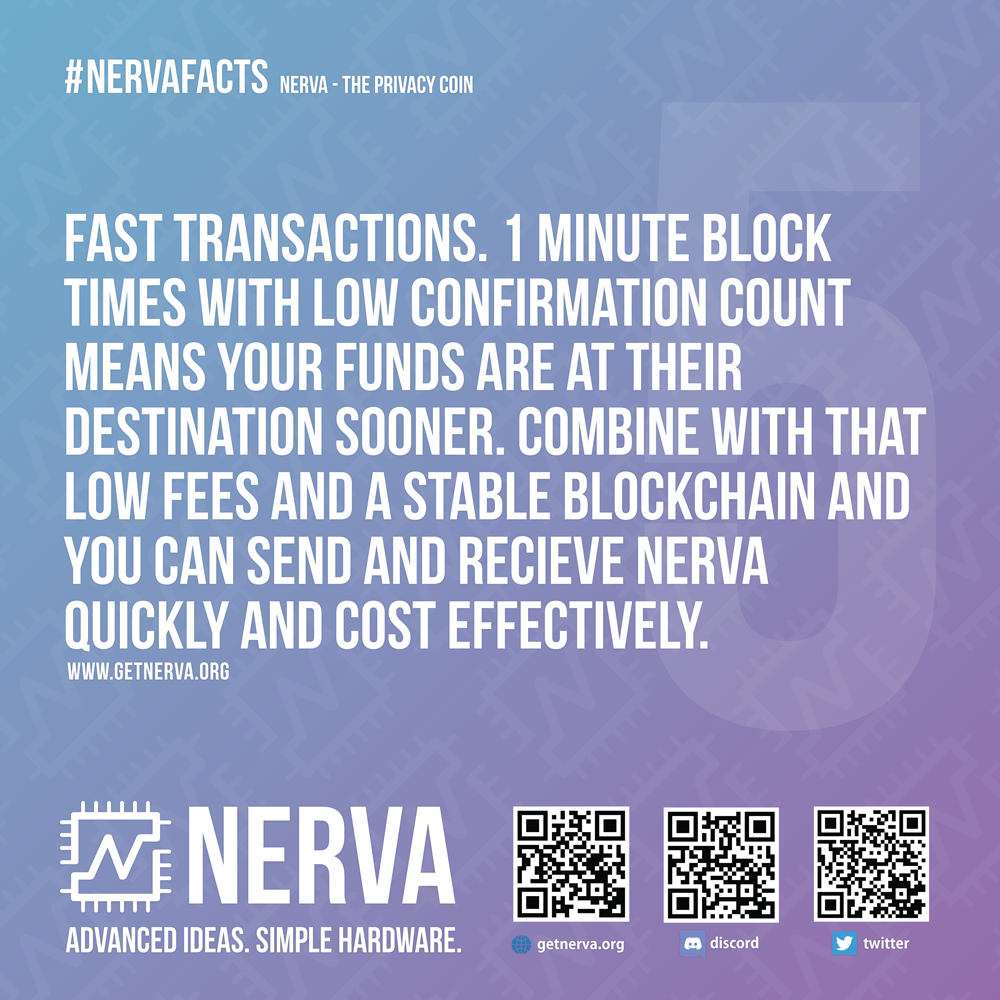 #NERVAFACTS NERVA - THE PRIVACY COIN
5
FAST TRANSACTIONS. 1 MINUTE BLOCK
TIMES WITH LOW CONFIRMATION COUNT
MEANS YOUR FUNDS ARE AT THEIR
DESTINATION SOONER. COMBINE WITH THAT
LOW FEES AND A STABLE BLOCKCHAIN AND
YOU CAN SEND AND RECIEVE NERVA
QUICKLY AND COST EFFECTIVELY.
WWW.GETNERVA.ORG
NERVA
ADVANCED IDEAS. SIMPLE HARDWARE.
getnerva.org
discord
twitter